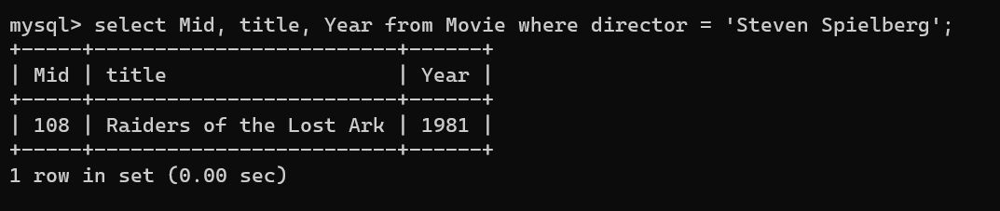 mysql> select Mid, title, Year from Movie where director = 'Steven Spielberg';
+-----+-------------------------+------+
| Mid | title                   | Year |
+-----+-------------------------+------+
| 108 | Raiders of the Lost Ark | 1981 |
+-----+-------------------------+------+
1 row in set (0.00 sec)